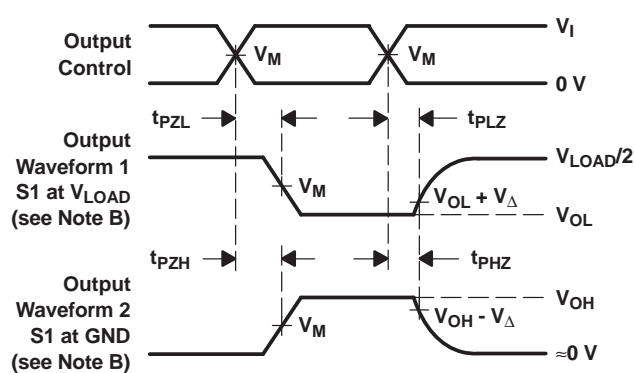 Output
Control
V_M
V_M
V_I
0 V
t_PZL
t_PLZ
Output
Waveform 1
S1 at V_LOAD
(see Note B)
V_M
V_LOAD/2
V_OL + V_Δ
V_OL
t_PZH
t_PHZ
Output
Waveform 2
S1 at GND
(see Note B)
V_M
V_OH
V_OH - V_Δ
≈0 V